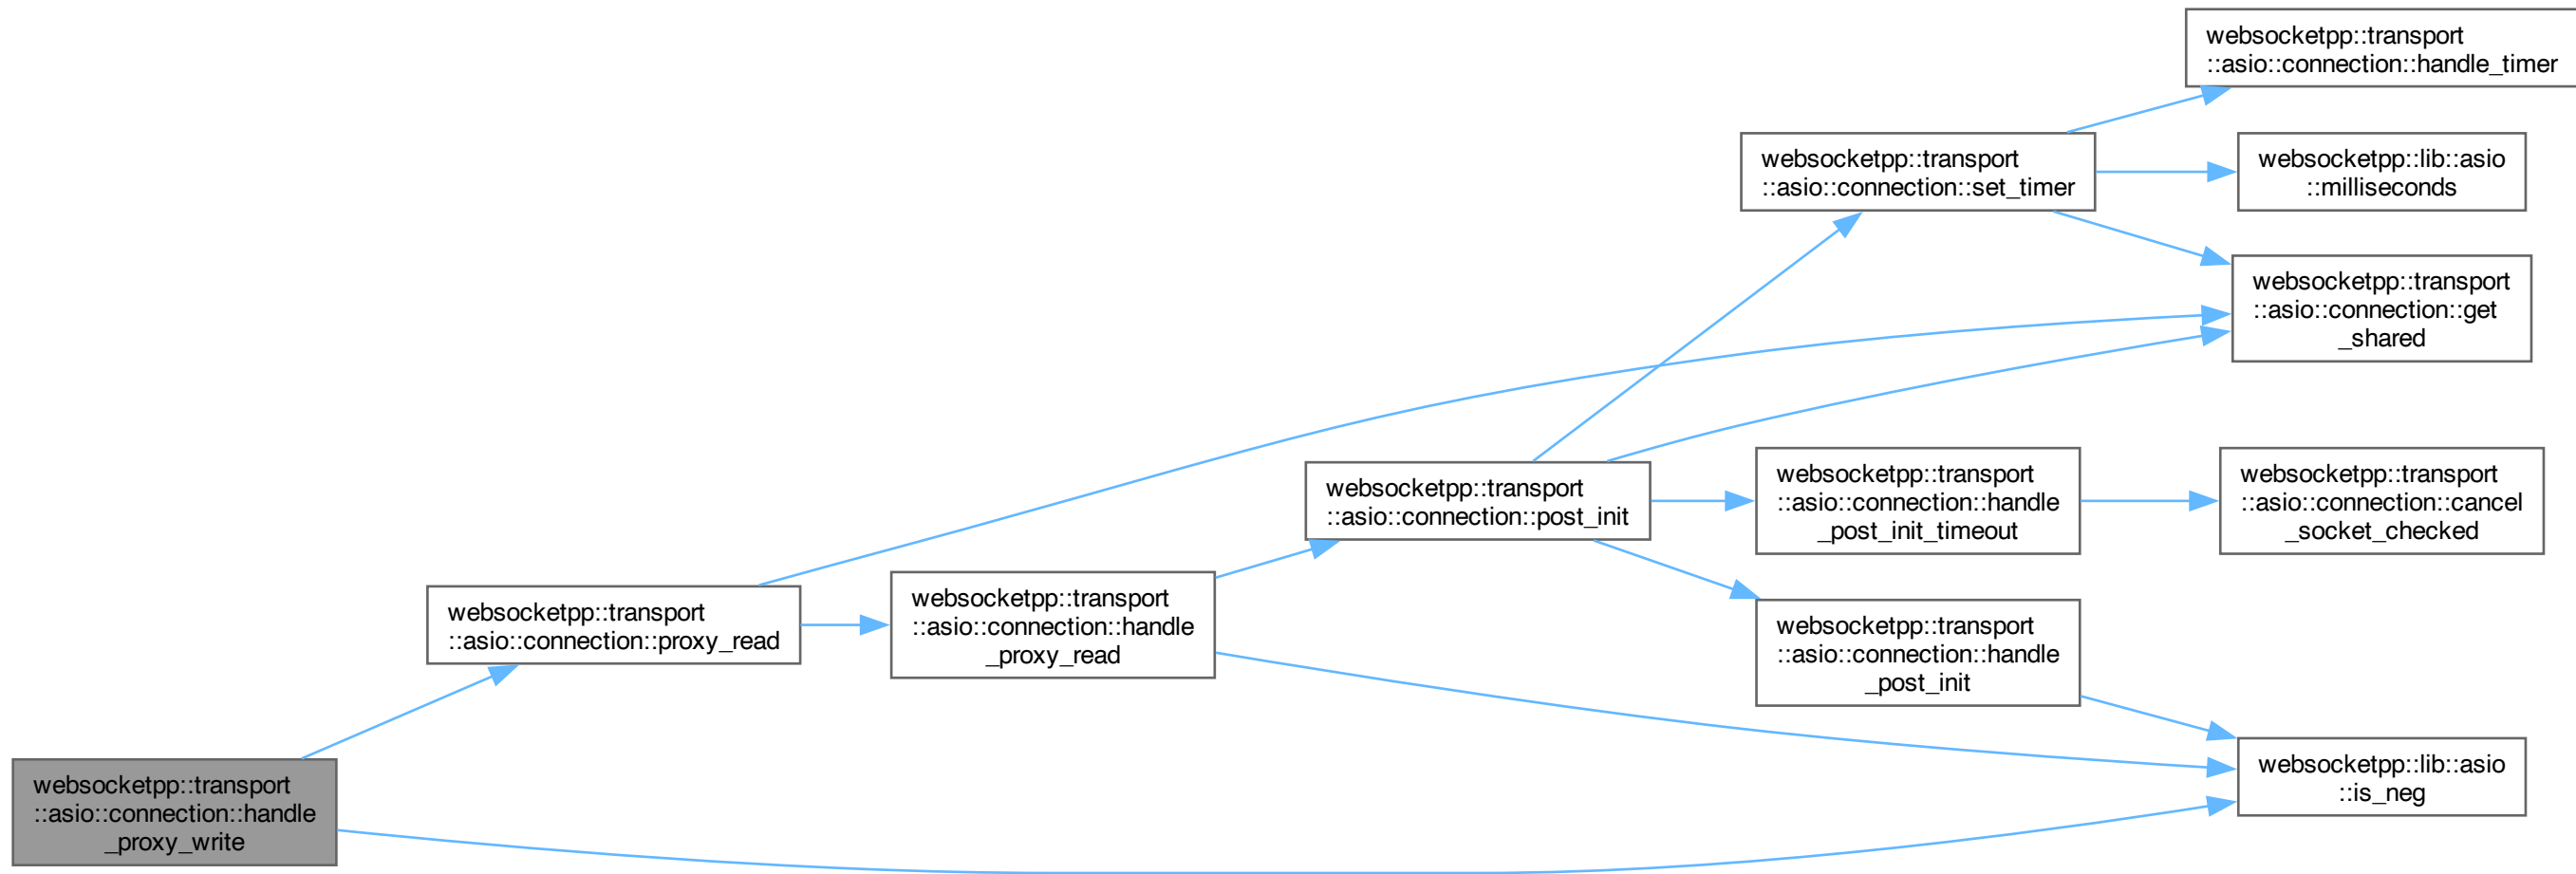 websocketpp::transport
::asio::connection::handle
_proxy_write
websocketpp::transport
::asio::connection::proxy_read
websocketpp::transport
::asio::connection::handle
_proxy_read
websocketpp::transport
::asio::connection::post_init
websocketpp::transport
::asio::connection::set_timer
websocketpp::transport
::asio::connection::handle_timer
websocketpp::lib::asio
::milliseconds
websocketpp::transport
::asio::connection::get
_shared
websocketpp::transport
::asio::connection::handle
_post_init_timeout
websocketpp::transport
::asio::connection::cancel
_socket_checked
websocketpp::transport
::asio::connection::handle
_post_init
websocketpp::lib::asio
::is_neg